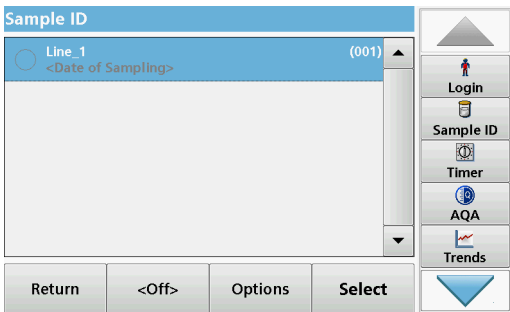 Sample ID
Line_1 (001)
<Date of Sampling>
Login
Sample ID
Timer
AQA
Trends
Return <Off> Options Select